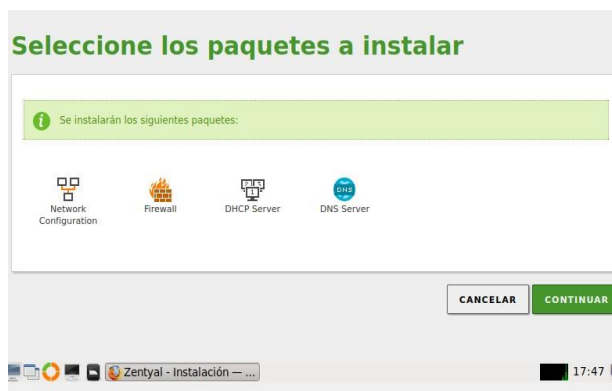 Seleccione los paquetes a instalar
Se instalarán los siguientes paquetes:
Network
Configuration
Firewall
DHCP Server
DNS
DNS Server
CANCELAR
CONTINUAR
Zentyal - Instalación — ...
17:47